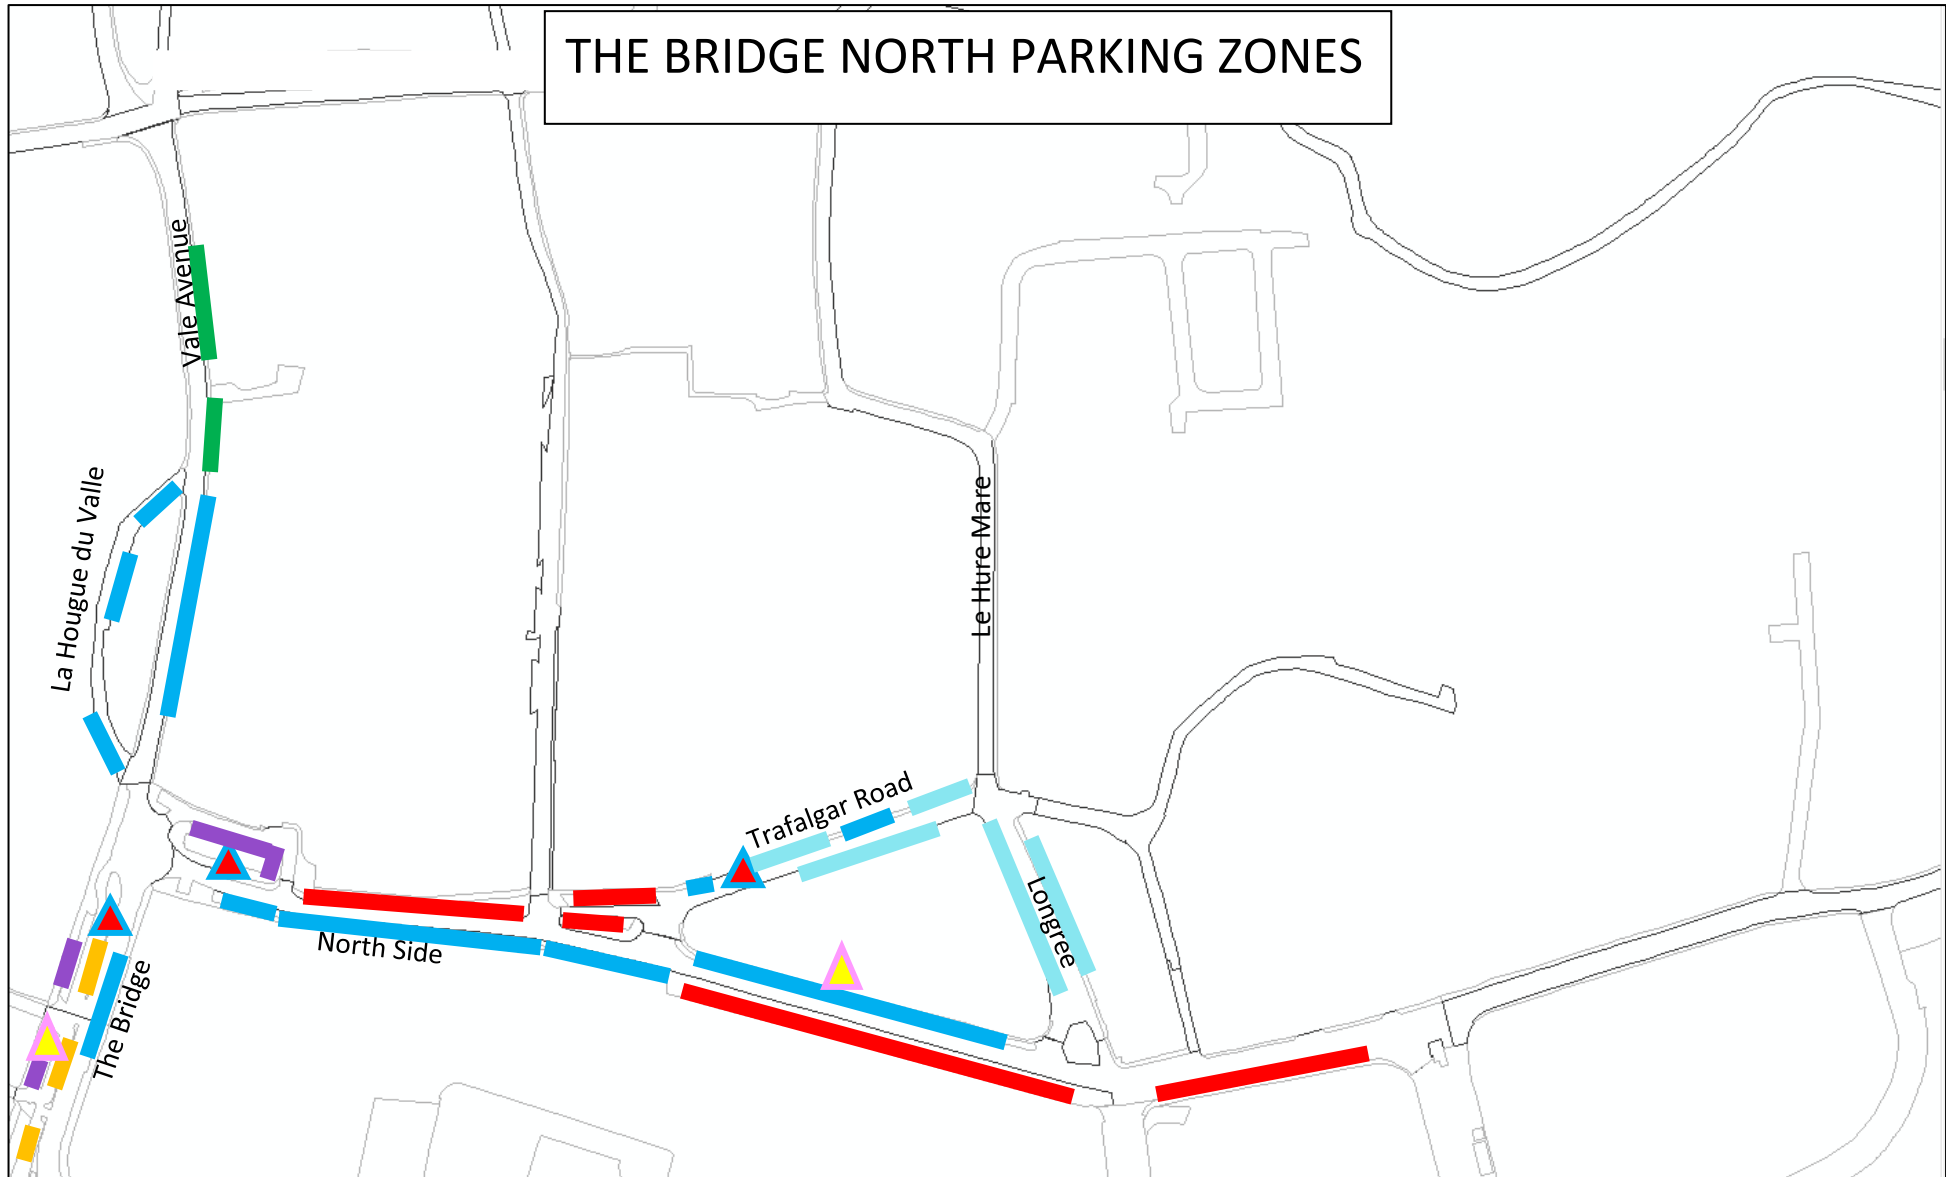 THE BRIDGE NORTH PARKING ZONES
Vale Avenue
La Hougue du Valle
Le Hure Mare
Trafalgar Road
Longree
North Side
The Bridge